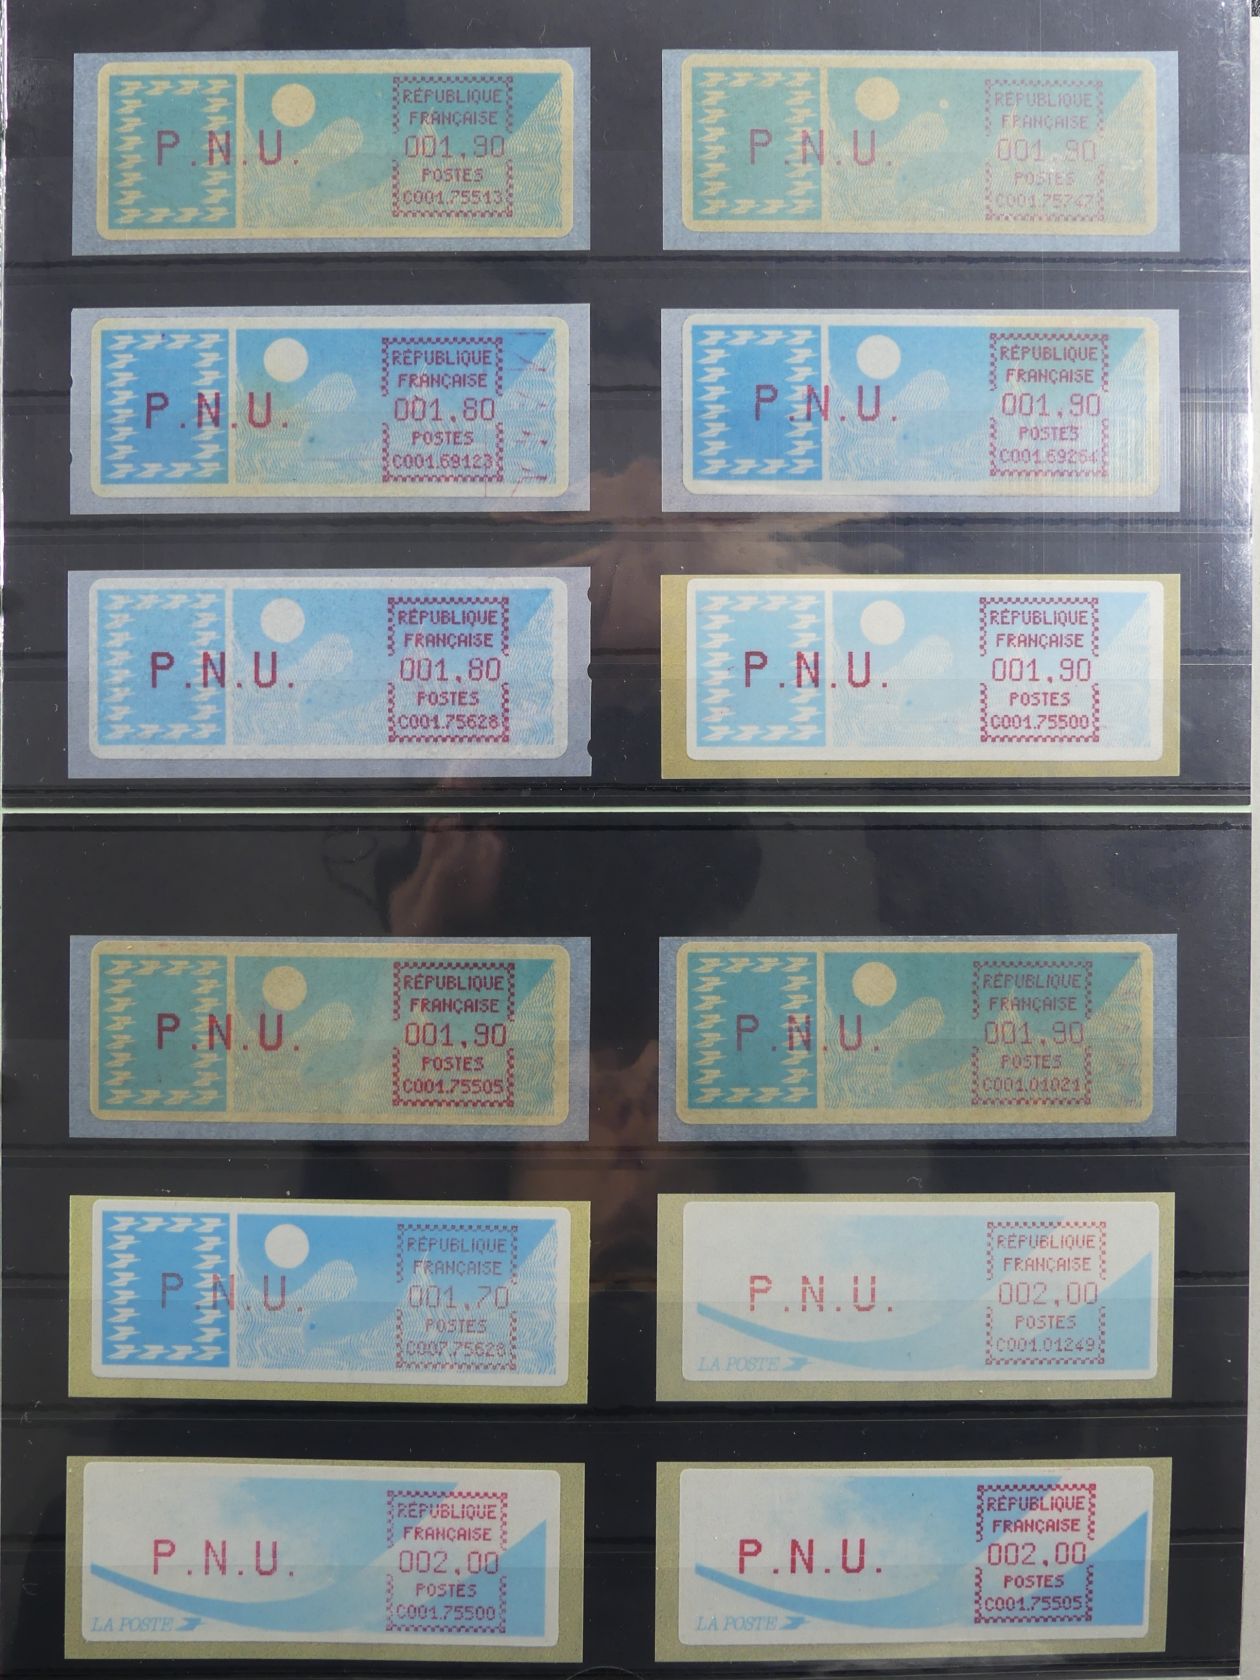 P.N.U.
RÉPUBLIQUE
FRANÇAISE
001,90
POSTES
C001.75513
P.N.U.
RÉPUBLIQUE
FRANÇAISE
001,90
POSTES
C001.75747
P.N.U.
RÉPUBLIQUE
FRANÇAISE
001,80
POSTES
C001.69123
P.N.U.
RÉPUBLIQUE
FRANÇAISE
001,90
POSTES
C001.69264
P.N.U.
RÉPUBLIQUE
FRANÇAISE
001,80
POSTES
C001.75628
P.N.U.
RÉPUBLIQUE
FRANÇAISE
001,90
POSTES
C001.75500
P.N.U.
RÉPUBLIQUE
FRANÇAISE
001,90
POSTES
C001.75505
P.N.U.
RÉPUBLIQUE
FRANÇAISE
001,90
POSTES
C001.01021
P.N.U.
RÉPUBLIQUE
FRANÇAISE
001,70
POSTES
C007.75628
P.N.U.
RÉPUBLIQUE
FRANÇAISE
002,00
POSTES
C001.01249
LA POSTE
P.N.U.
RÉPUBLIQUE
FRANÇAISE
002,00
POSTES
C001.75500
LA POSTE
P.N.U.
RÉPUBLIQUE
FRANÇAISE
002,00
POSTES
C001.75505
LA POSTE